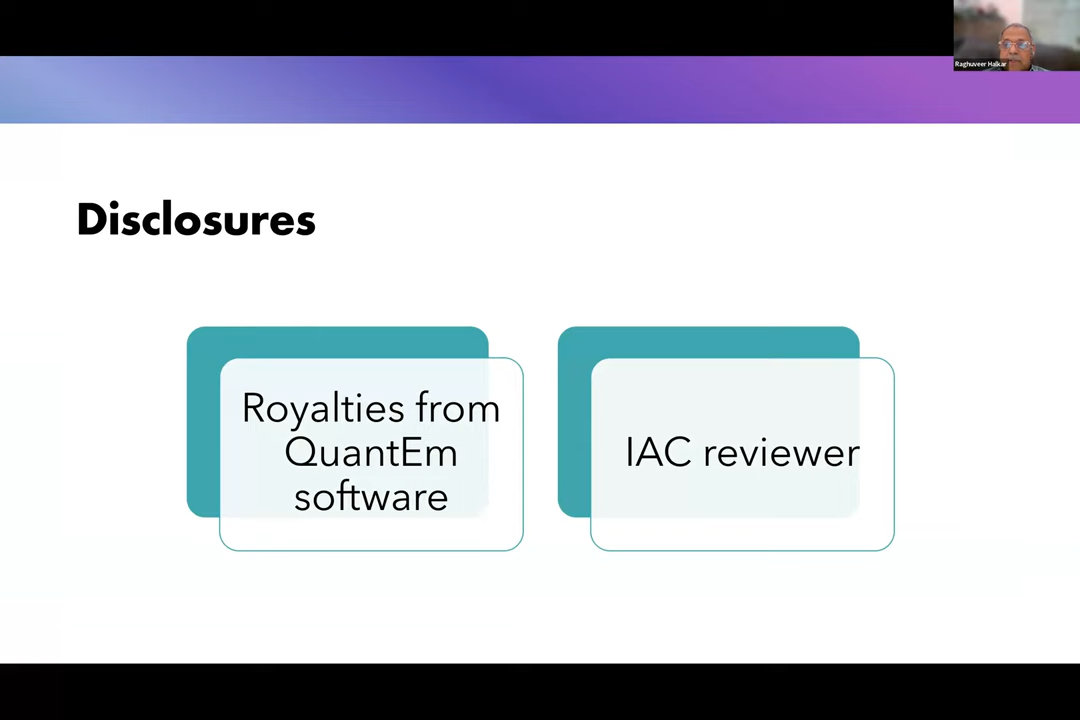 Raghuveer Halkar
Disclosures
Royalties from
QuantEm
software
IAC reviewer